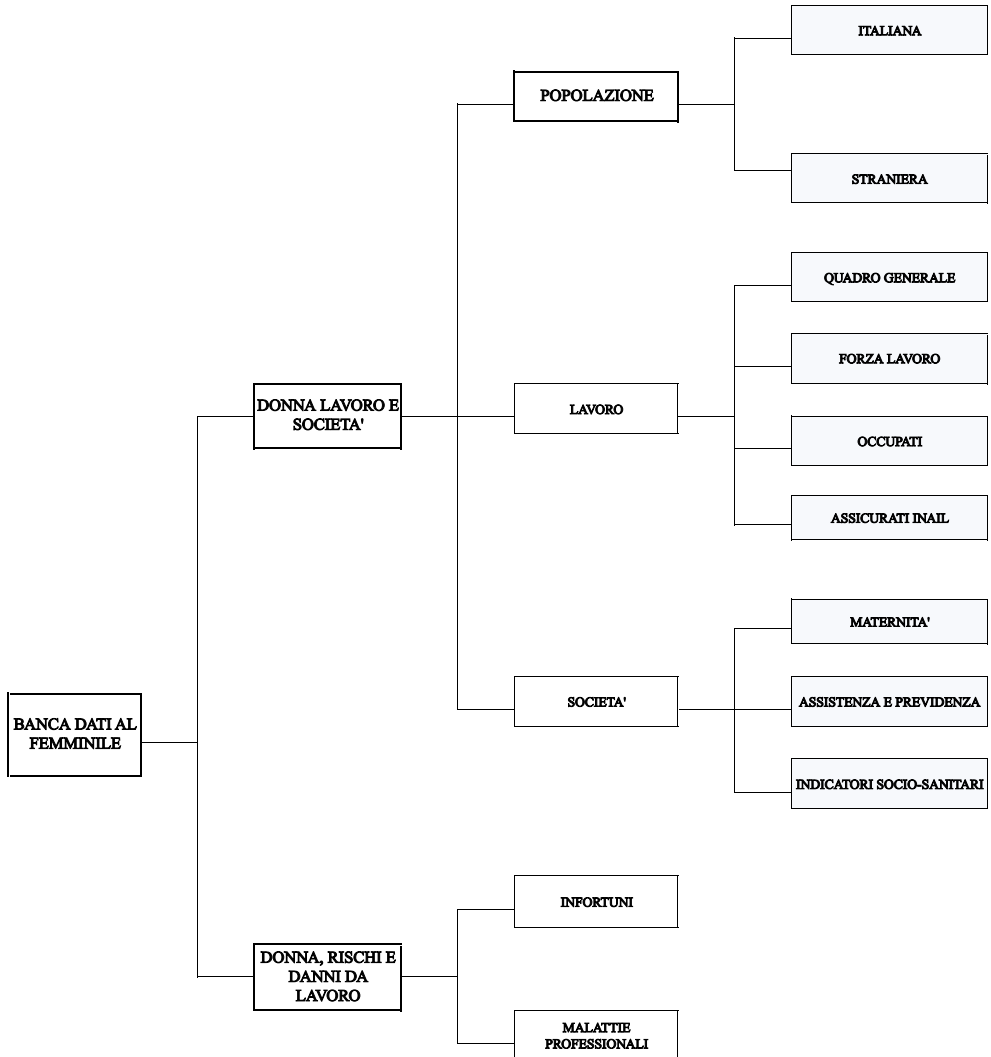 ITALIANA
POPOLAZIONE
STRANIERA
QUADRO GENERALE
FORZA LAVORO
DONNA LAVORO E
SOCIETA'
LAVORO
OCCUPATI
ASSICURATI INAIL
MATERNITA'
SOCIETA'
ASSISTENZA E PREVIDENZA
BANCA DATI AL
FEMMINILE
INDICATORI SOCIO-SANITARI
INFORTUNI
DONNA, RISCHI E
DANNI DA
LAVORO
MALATTIE
PROFESSIONALI